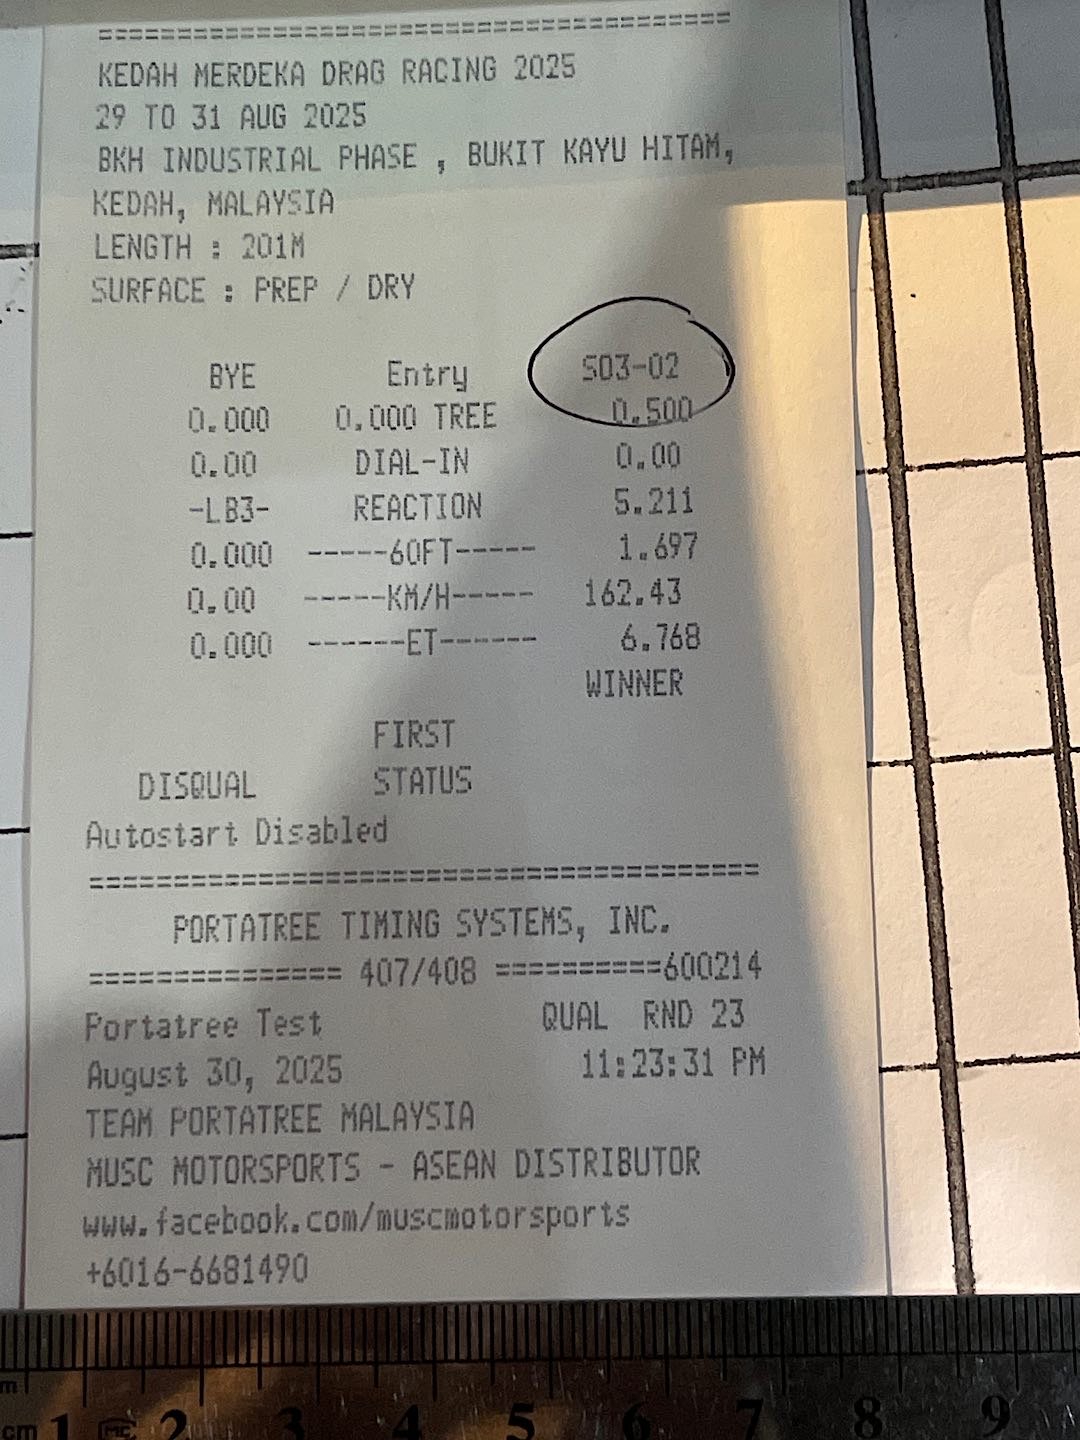 =======================================
KEDAH MERDEKA DRAG RACING 2025
29 TO 31 AUG 2025
BKH INDUSTRIAL PHASE , BUKIT KAYU HITAM,
KEDAH, MALAYSIA
LENGTH : 201M
SURFACE : PREP / DRY
BYE Entry S03-02
0.000 0.000 TREE 0.500
0.00 DIAL-IN 0.00
-LB3- REACTION 5.211
0.000 -----60FT----- 1.697
0.00 -----KM/H----- 162.43
0.000 ------ET------ 6.768
WINNER
FIRST
DISQUAL STATUS
Autostart Disabled
========================================
PORTATREE TIMING SYSTEMS, INC.
=============== 407/408 ==========600214
Portatree Test QUAL RND 23
August 30, 2025 11:23:31 PM
TEAM PORTATREE MALAYSIA
MUSC MOTORSPORTS - ASEAN DISTRIBUTOR
www.facebook.com/muscmotorsports
+6016-6681490
cm 1 2 3 4 5 6 7 8 9